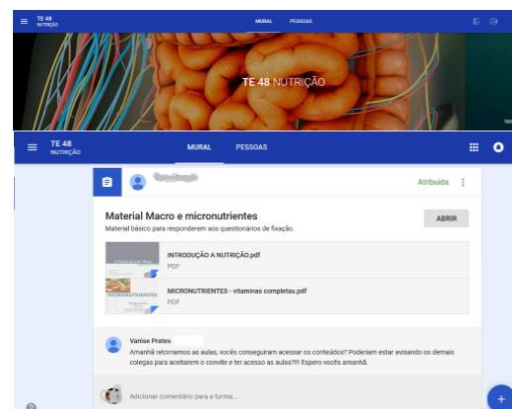 TE 48
NUTRIÇÃO
MURAL PESSOAS
TE 48 NUTRIÇÃO
TE 48
NUTRIÇÃO
MURAL PESSOAS
Atribuída
Material Macro e micronutrientes
Material básico para responderem aos questionários de fixação.
ABRIR
INTRODUÇÃO A NUTRIÇÃO.pdf
PDF
MICRONUTRIENTES - vitaminas completas.pdf
PDF
MICRONUTRIENTES
Vanise Prates
Amanhã retornamos as aulas, vocês conseguiram acessar os conteúdos? Poderiam estar avisando os demais
colegas para aceitarem o convite e ter acesso as aulas?!!! Espero vocês amanhã.
Adicionar comentário para a turma...